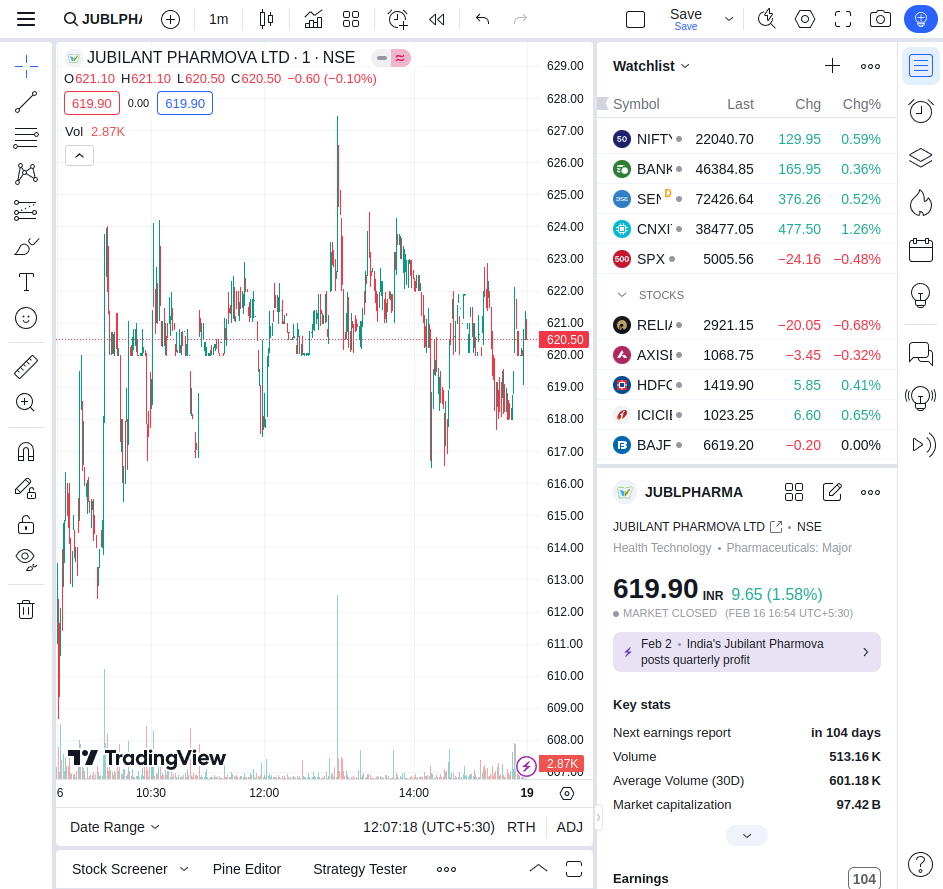 JUBLPHA 1m Save
Save
JUBILANT PHARMOVA LTD · 1 · NSE
O621.10 H621.10 L620.50 C620.50 −0.60 (−0.10%)
619.90 0.00 619.90
Vol 2.87K
629.00
628.00
627.00
626.00
625.00
624.00
623.00
622.00
621.00
620.50
620.00
619.00
618.00
617.00
616.00
615.00
614.00
613.00
612.00
611.00
610.00
609.00
608.00
2.87K
607.00
TradingView
6 10:30 12:00 14:00 19
Date Range 12:07:18 (UTC+5:30) RTH ADJ
Stock Screener Pine Editor Strategy Tester
Watchlist
Symbol Last Chg Chg%
50 NIFTY 22040.70 129.95 0.59%
BANK 46384.85 165.95 0.36%
SEN D 72426.64 376.26 0.52%
CNXI 38477.05 477.50 1.26%
500 SPX 5005.56 −24.16 −0.48%
STOCKS
RELIA 2921.15 −20.05 −0.68%
AXISE 1068.75 −3.45 −0.32%
HDFC 1419.90 5.85 0.41%
ICICIE 1023.25 6.60 0.65%
BAJF 6619.20 −0.20 0.00%
JUBLPHARMA
JUBILANT PHARMOVA LTD • NSE
Health Technology • Pharmaceuticals: Major
619.90 INR 9.65 (1.58%)
MARKET CLOSED (FEB 16 16:54 UTC+5:30)
Feb 2 • India's Jubilant Pharmova
posts quarterly profit
Key stats
Next earnings report in 104 days
Volume 513.16 K
Average Volume (30D) 601.18 K
Market capitalization 97.42 B
Earnings 104